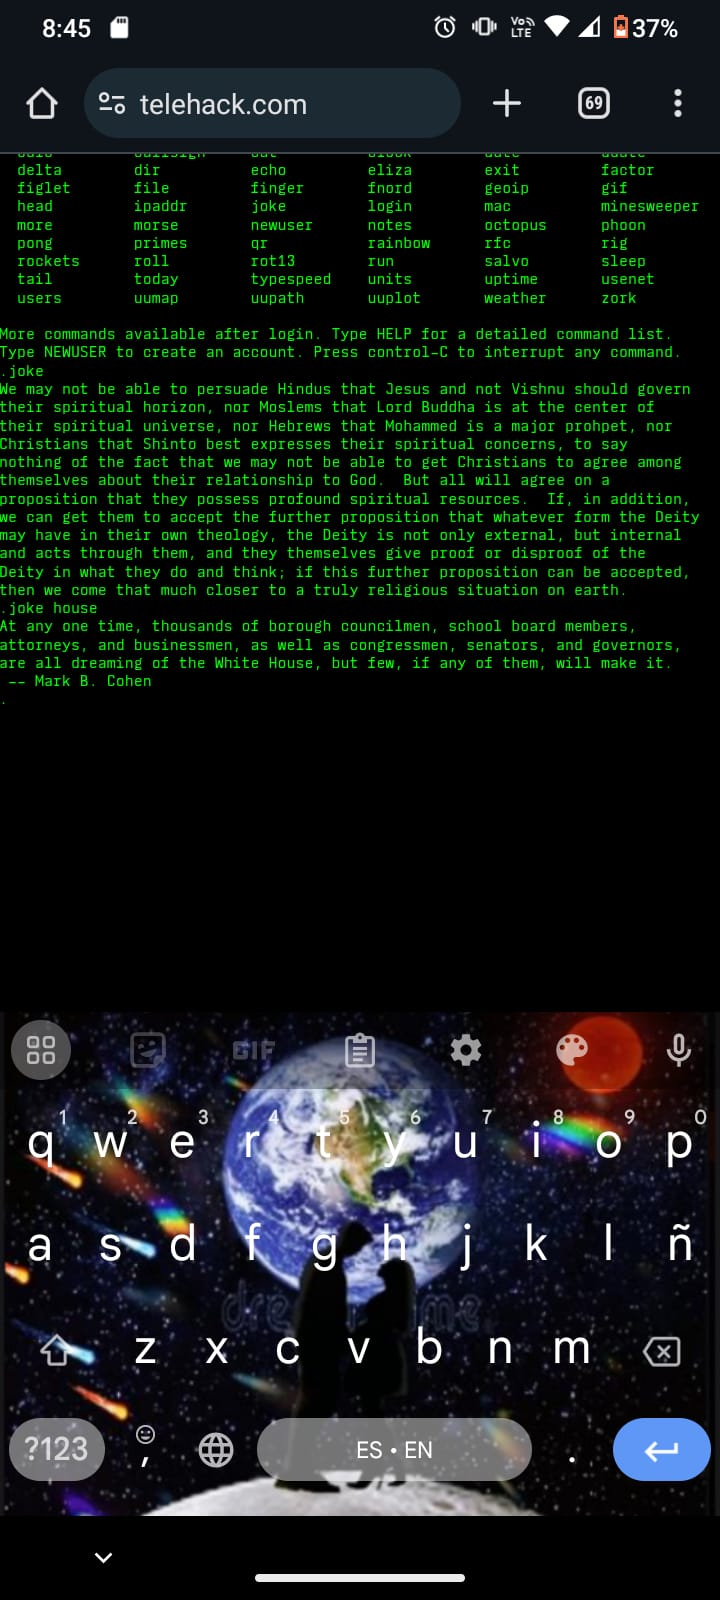 8:45 Vo LTE 37%
telehack.com 69
delta dir echo eliza exit factor
figlet file finger fnord geoip gif
head ipaddr joke login mac minesweeper
more morse newuser notes octopus phoon
pong primes qr rainbow rfc rig
rockets roll rot13 run salvo sleep
tail today typespeed units uptime usenet
users uumap uupath uuplot weather zork
More commands available after login. Type HELP for a detailed command list.
Type NEWUSER to create an account. Press control-C to interrupt any command.
.joke
We may not be able to persuade Hindus that Jesus and not Vishnu should govern
their spiritual horizon, nor Moslems that Lord Buddha is at the center of
their spiritual universe, nor Hebrews that Mohammed is a major prohpet, nor
Christians that Shinto best expresses their spiritual concerns, to say
nothing of the fact that we may not be able to get Christians to agree among
themselves about their relationship to God.  But all will agree on a
proposition that they possess profound spiritual resources.  If, in addition,
we can get them to accept the further proposition that whatever form the Deity
may have in their own theology, the Deity is not only external, but internal
and acts through them, and they themselves give proof or disproof of the
Deity in what they do and think; if this further proposition can be accepted,
then we come that much closer to a truly religious situation on earth.
.joke house
At any one time, thousands of borough councilmen, school board members,
attorneys, and businessmen, as well as congressmen, senators, and governors,
are all dreaming of the White House, but few, if any of them, will make it.
-- Mark B. Cohen
.
GIF
1 2 3 4 5 6 7 8 9 0
q w e r t y u i o p
a s d f g h j k l ñ
z x c v b n m
?123 , ES • EN .